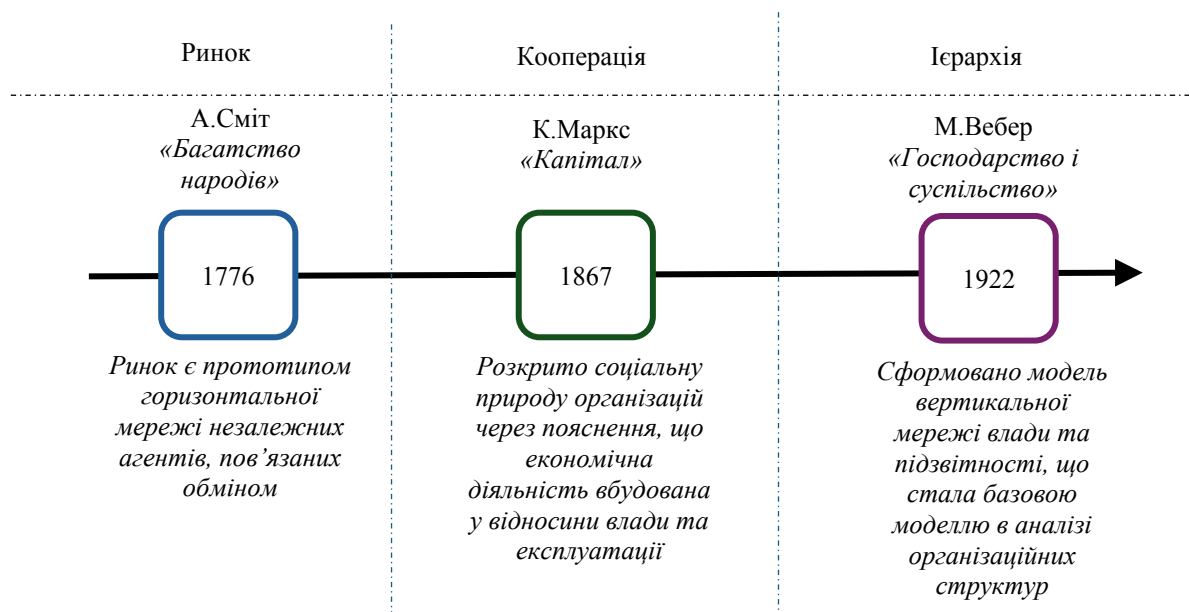 Ринок
Кооперація
Ієрархія
А.Сміт
«Багатство
народів»
К.Маркс
«Капітал»
М.Вебер
«Господарство і
суспільство»
1776
1867
1922
Ринок є прототипом
горизонтальної
мережі незалежних
агентів, пов’язаних
обміном
Розкрито соціальну
природу організацій
через пояснення, що
економічна
діяльність вбудована
у відносини влади та
експлуатації
Сформовано модель
вертикальної
мережі влади та
підзвітності, що
стала базовою
моделлю в аналізі
організаційних
структур